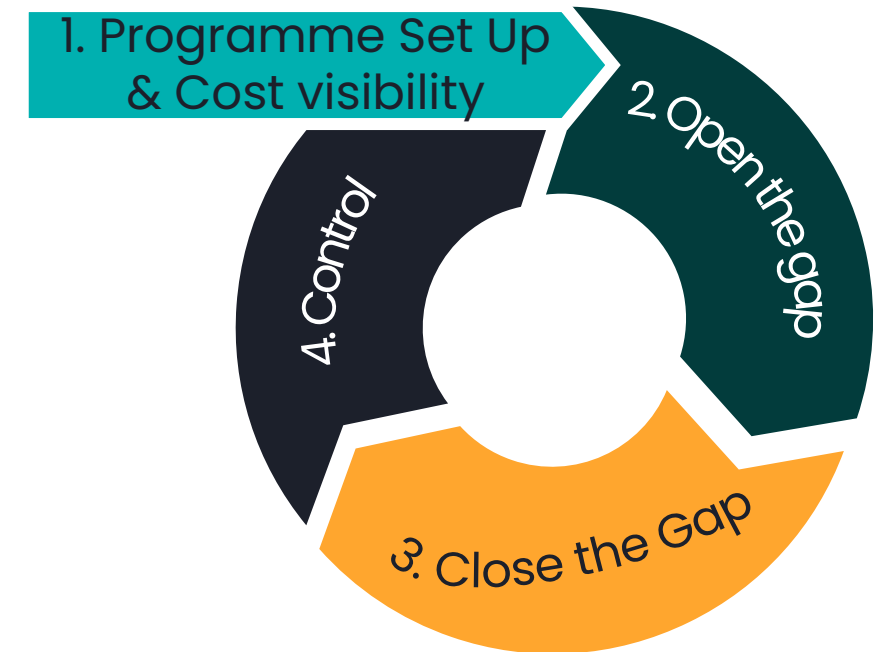 1. Programme Set Up
& Cost visibility
2. Open the gap
3. Close the Gap
4. Control